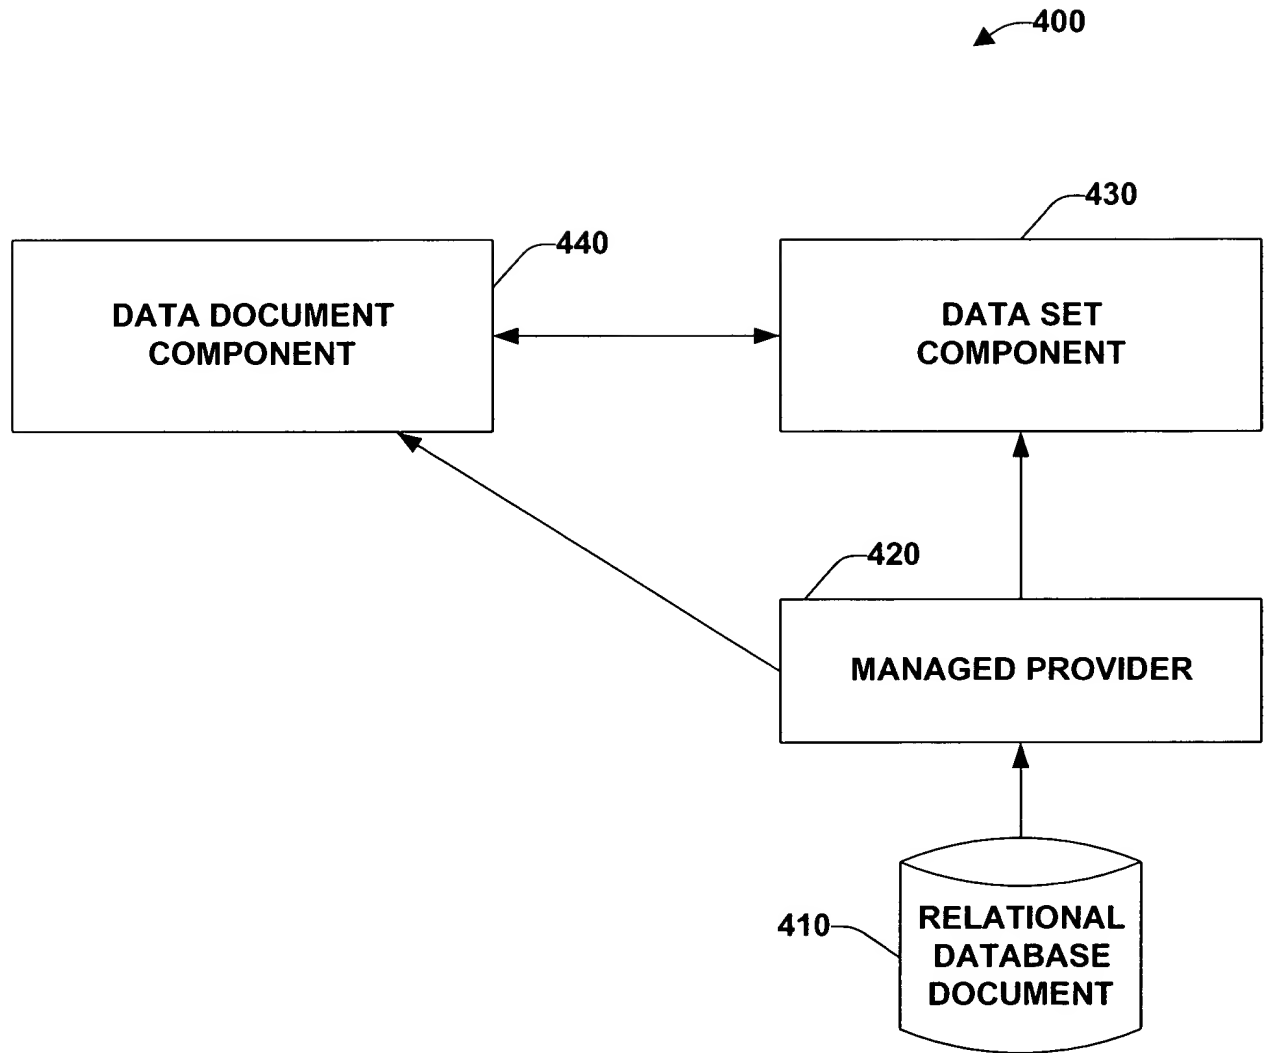 400
430
440
DATA DOCUMENT
COMPONENT
DATA SET
COMPONENT
420
MANAGED PROVIDER
410
RELATIONAL
DATABASE
DOCUMENT